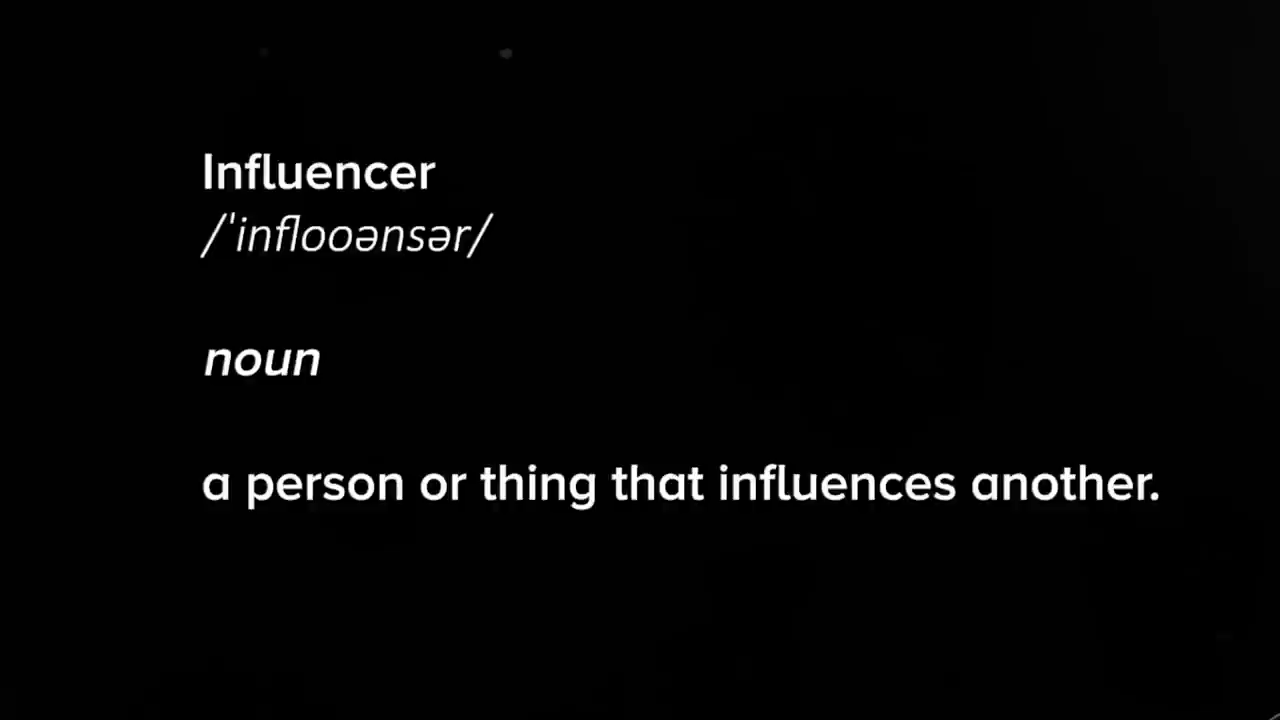 Influencer
/ˈinflooənsər/
noun
a person or thing that influences another.